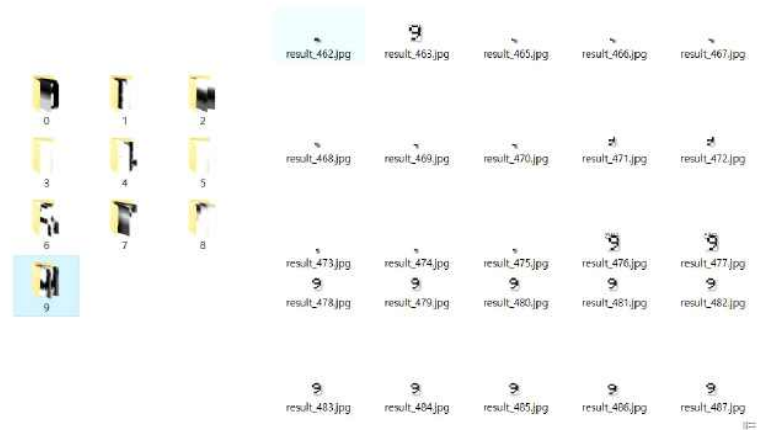 0 1 2
3 4 5
6 7 8
9
result_462.jpg result_463.jpg result_465.jpg result_466.jpg result_467.jpg
result_468.jpg result_469.jpg result_470.jpg result_471.jpg result_472.jpg
result_473.jpg result_474.jpg result_475.jpg result_476.jpg result_477.jpg
result_478.jpg result_479.jpg result_480.jpg result_481.jpg result_482.jpg
result_483.jpg result_484.jpg result_485.jpg result_486.jpg result_487.jpg